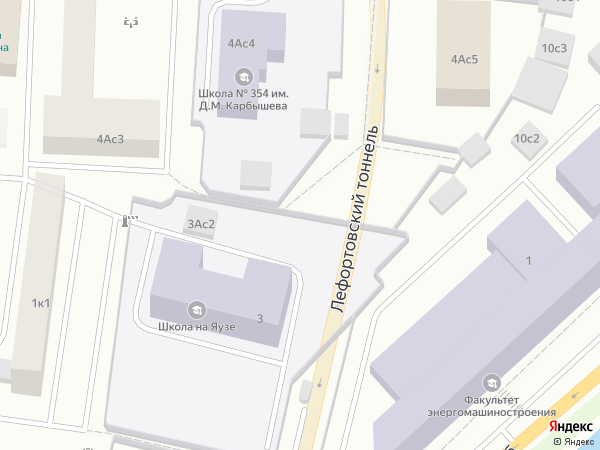 на
4Ас4
Школа № 354 им.
Д.М. Карбышева
4Ас5
10с3
10с2
4Ас3
Лефортовский тоннель
3Ас2
1к1
3
Школа на Яузе
1
Факультет
энергомашиностроения
Яндекс
© Яндекс